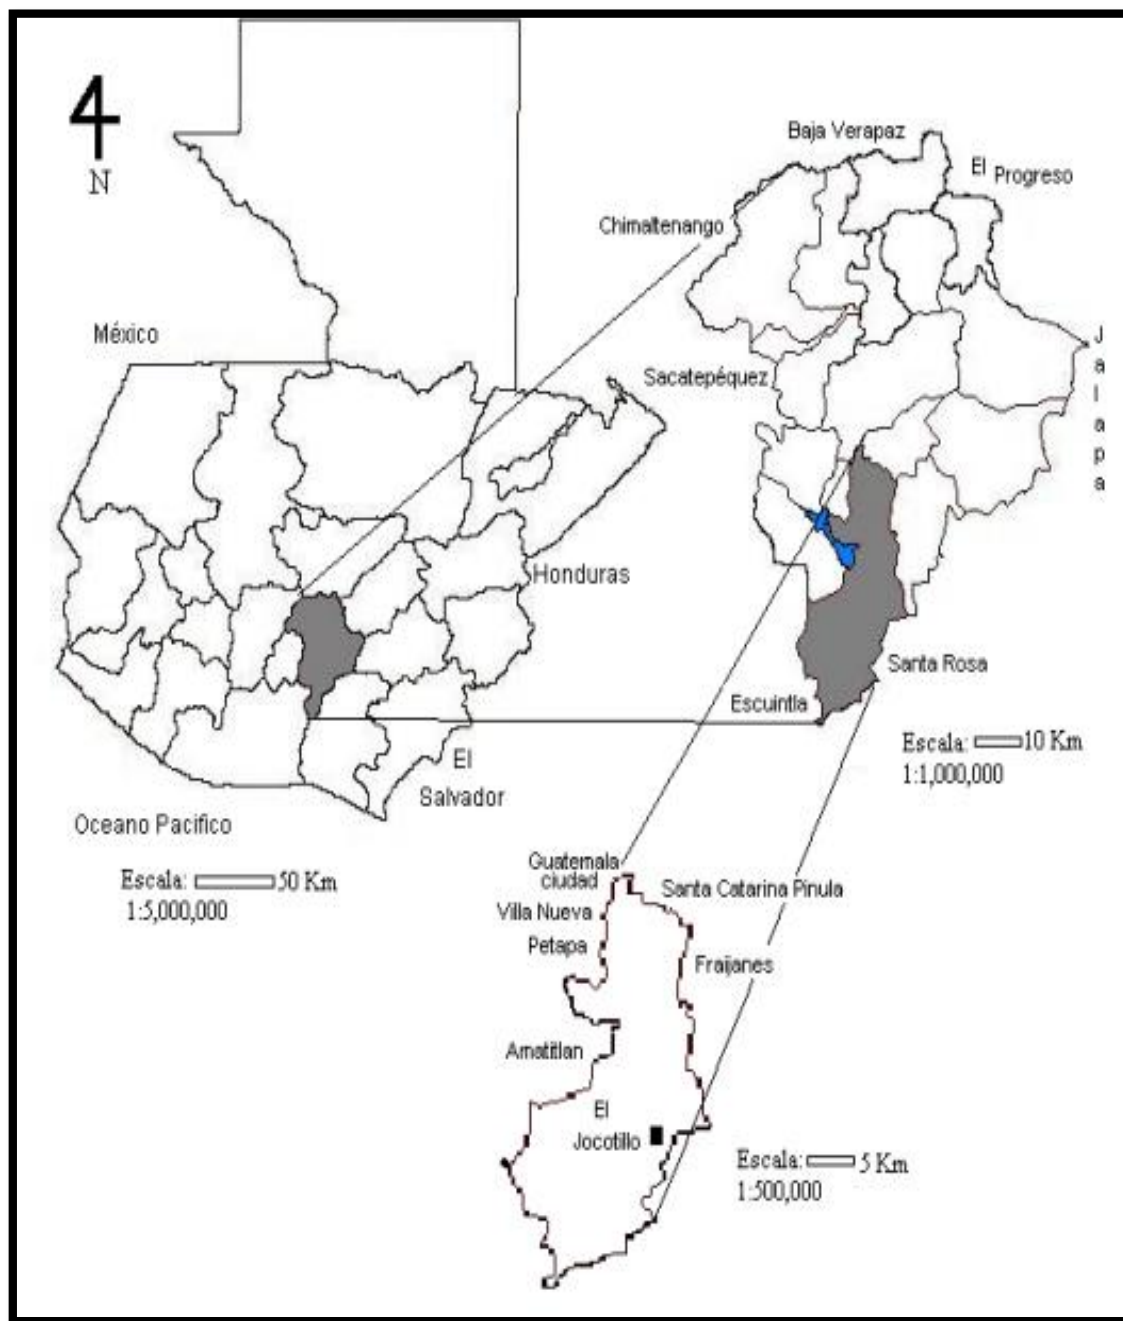 N
México
Honduras
El
Salvador
Oceano Pacifico
Escala: 50 Km
1:5,000,000
Baja Verapaz
El Progreso
Chimaltenango
Sacatepéquez
Jalapa
Santa Rosa
Escuintla
Escala: 10 Km
1:1,000,000
Guatemala
ciudad
Santa Catarina Pinula
Villa Nueva
Petapa
Fraijanes
Amatitlan
El
Jocotillo
Escala: 5 Km
1:500,000